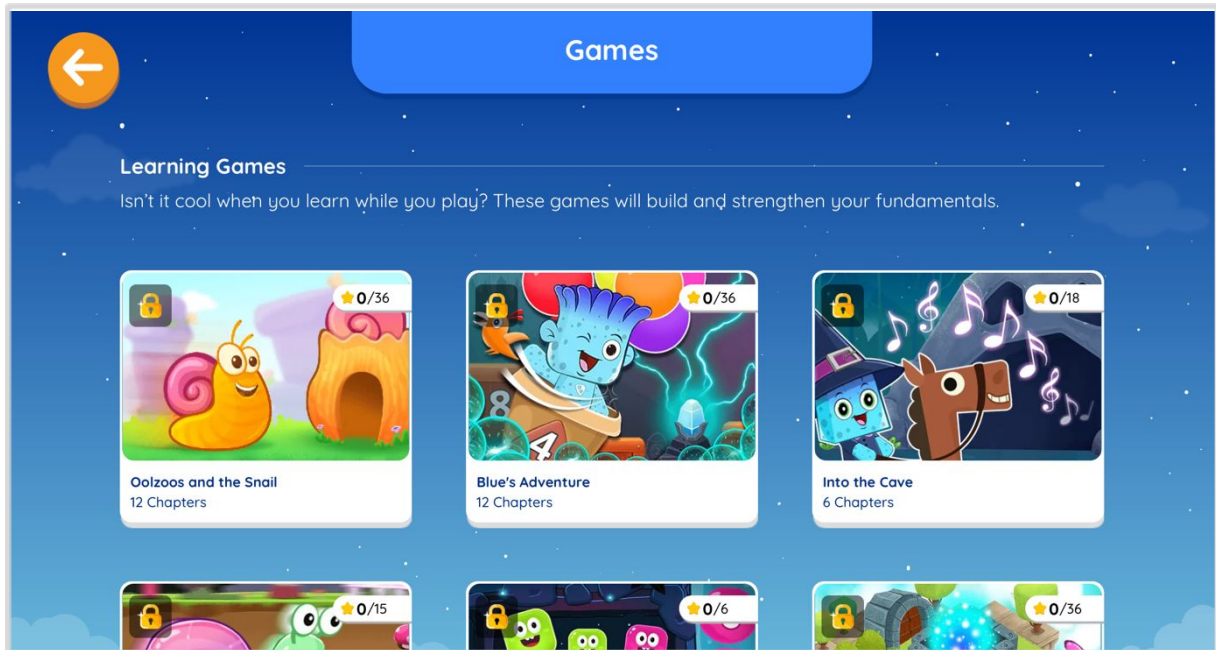 Games
Learning Games
Isn't it cool when you learn while you play? These games will build and strengthen your fundamentals.
0/36
0/36
0/18
8
4
Oolzoos and the Snail
Blue's Adventure
Into the Cave
12 Chapters
12 Chapters
6 Chapters
0/15
0/6
0/36